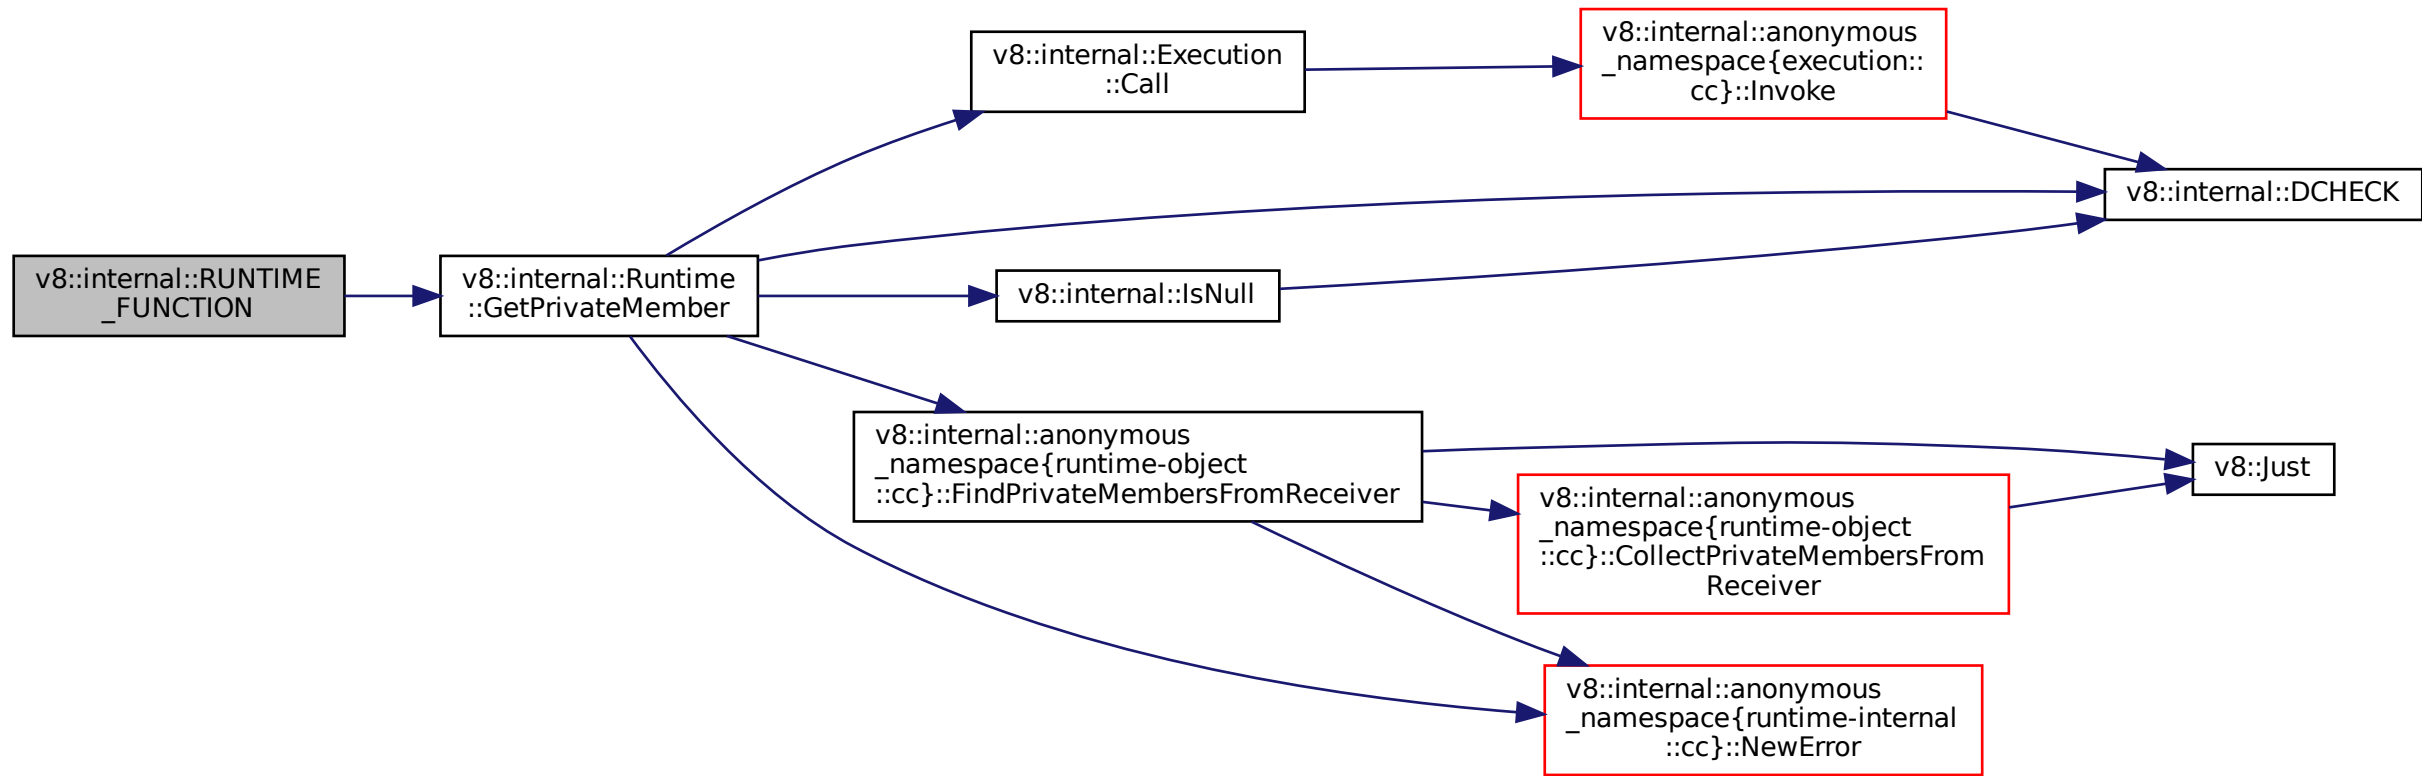 v8::internal::RUNTIME
_FUNCTION
v8::internal::Runtime
::GetPrivateMember
v8::internal::Execution
::Call
v8::internal::anonymous
_namespace{execution::
cc}::Invoke
v8::internal::DCHECK
v8::internal::IsNull
v8::internal::anonymous
_namespace{runtime-object
::cc}::FindPrivateMembersFromReceiver
v8::Just
v8::internal::anonymous
_namespace{runtime-object
::cc}::CollectPrivateMembersFrom
Receiver
v8::internal::anonymous
_namespace{runtime-internal
::cc}::NewError